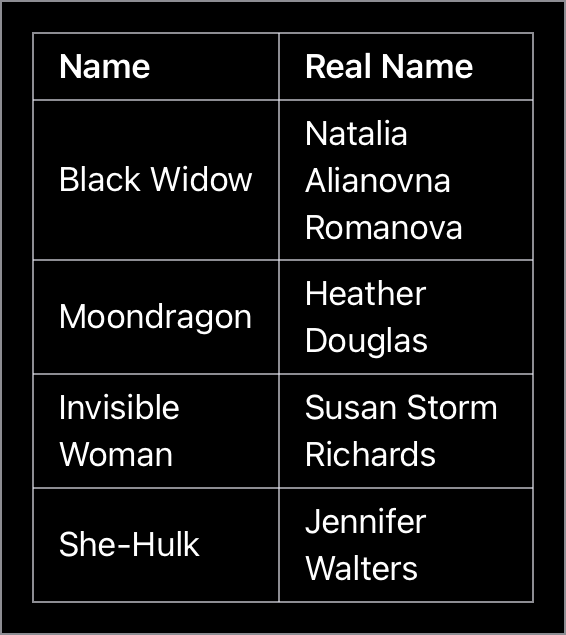 Name Real Name
Black Widow Natalia
Alianovna
Romanova
Moondragon Heather
Douglas
Invisible Susan Storm
Woman Richards
She-Hulk Jennifer
Walters